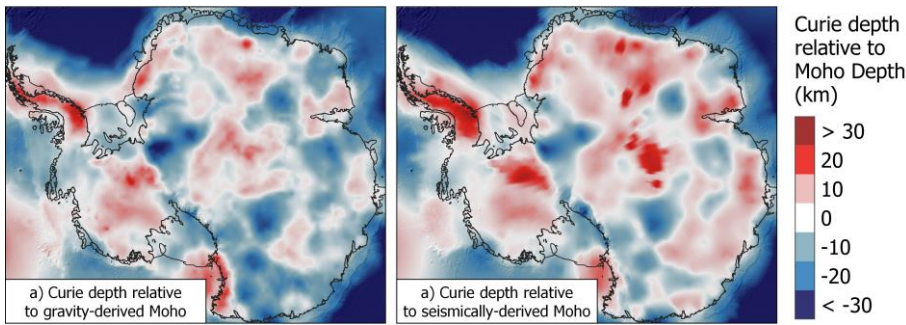 a) Curie depth relative
to gravity-derived Moho
a) Curie depth relative
to seismically-derived Moho
Curie depth
relative to
Moho Depth
(km)
> 30
20
10
0
-10
-20
< -30